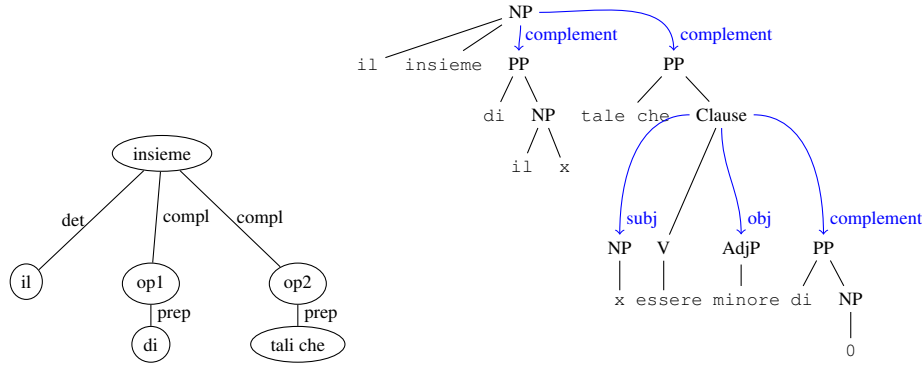 NP
complement complement
il insieme PP PP
di NP tale che Clause
il x
insieme
det compl compl
subj obj complement
NP V AdjP PP
il op1 op2
x essere minore di NP
prep prep
di tali che
0